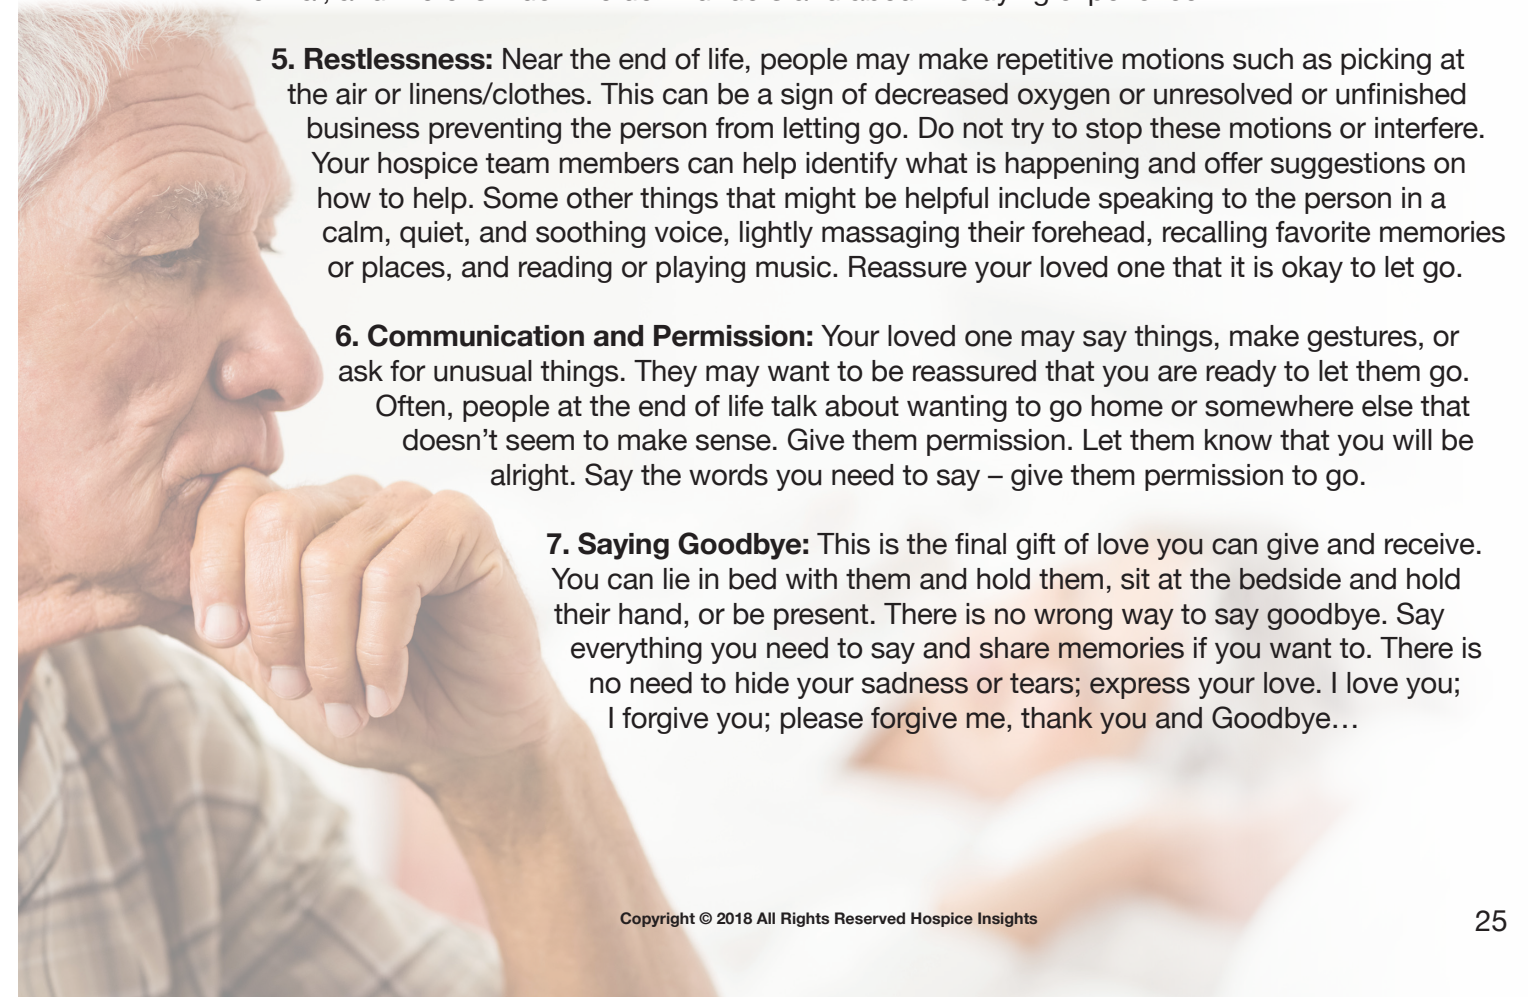 5. Restlessness: Near the end of life, people may make repetitive motions such as picking at
the air or linens/clothes. This can be a sign of decreased oxygen or unresolved or unfinished
business preventing the person from letting go. Do not try to stop these motions or interfere.
Your hospice team members can help identify what is happening and offer suggestions on
how to help. Some other things that might be helpful include speaking to the person in a
calm, quiet, and soothing voice, lightly massaging their forehead, recalling favorite memories
or places, and reading or playing music. Reassure your loved one that it is okay to let go.
6. Communication and Permission: Your loved one may say things, make gestures, or
ask for unusual things. They may want to be reassured that you are ready to let them go.
Often, people at the end of life talk about wanting to go home or somewhere else that
doesn’t seem to make sense. Give them permission. Let them know that you will be
alright. Say the words you need to say – give them permission to go.
7. Saying Goodbye: This is the final gift of love you can give and receive.
You can lie in bed with them and hold them, sit at the bedside and hold
their hand, or be present. There is no wrong way to say goodbye. Say
everything you need to say and share memories if you want to. There is
no need to hide your sadness or tears; express your love. I love you;
I forgive you; please forgive me, thank you and Goodbye…
Copyright © 2018 All Rights Reserved Hospice Insights
25